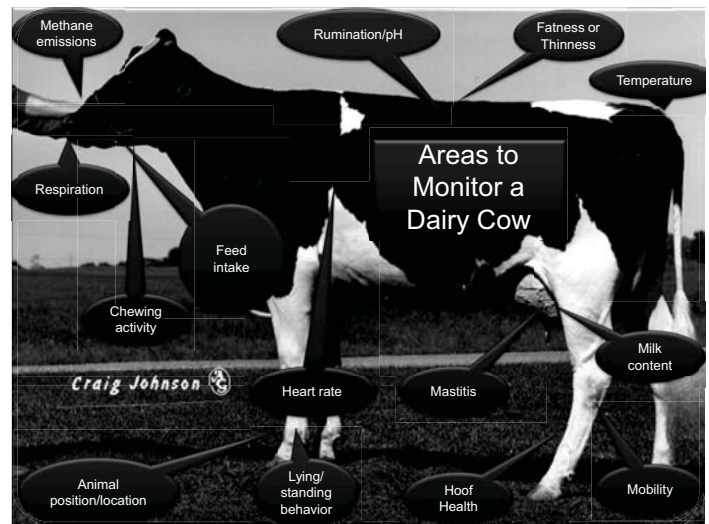 Methane
emissions
Rumination/pH
Fatness or
Thinness
Temperature
Areas to
Monitor a
Dairy Cow
Respiration
Feed
intake
Chewing
activity
Milk
content
Craig Johnson
Heart rate
Mastitis
Animal
position/location
Lying/
standing
behavior
Hoof
Health
Mobility